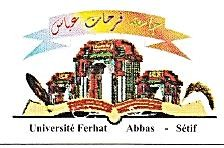 جامعة فرحات عباس
Université Ferhat Abbas - Sétif